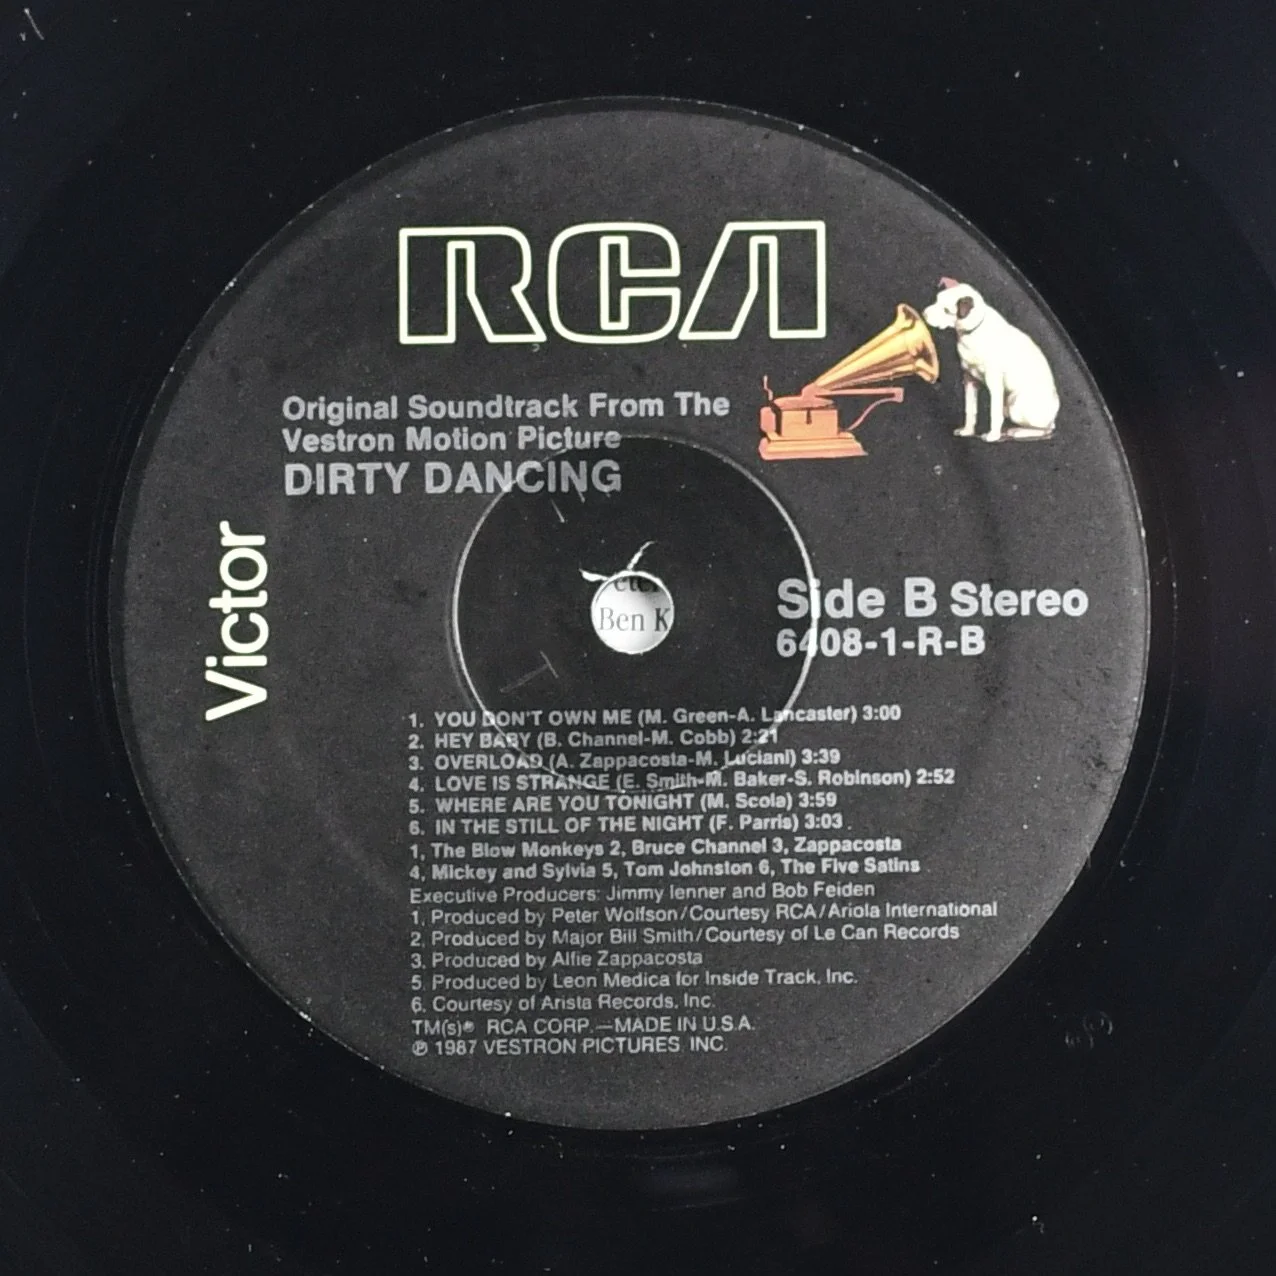 RCA
Original Soundtrack From The
Vestron Motion Picture
DIRTY DANCING
Victor
Ben K
Side B Stereo
6408-1-R-B
1. YOU DON'T OWN ME (M. Green-A. Lancaster) 3:00
2. HEY BABY (B. Channel-M. Cobb) 2:21
3. OVERLOAD (A. Zappacosta-M. Luciani) 3:39
4. LOVE IS STRANGE (E. Smith-M. Baker-S. Robinson) 2:52
5. WHERE ARE YOU TONIGHT (M. Scola) 3:59
6. IN THE STILL OF THE NIGHT (F. Parris) 3:03
1, The Blow Monkeys 2, Bruce Channel 3, Zappacosta
4, Mickey and Sylvia 5, Tom Johnston 6, The Five Satins
Executive Producers: Jimmy Ienner and Bob Feiden
1, Produced by Peter Wolfson/Courtesy RCA/Ariola International
2, Produced by Major Bill Smith/Courtesy of Le Can Records
3. Produced by Alfie Zappacosta
5. Produced by Leon Medica for Inside Track, Inc.
6. Courtesy of Arista Records, Inc.
TM(s)® RCA CORP.—MADE IN U.S.A.
℗ 1987 VESTRON PICTURES INC.